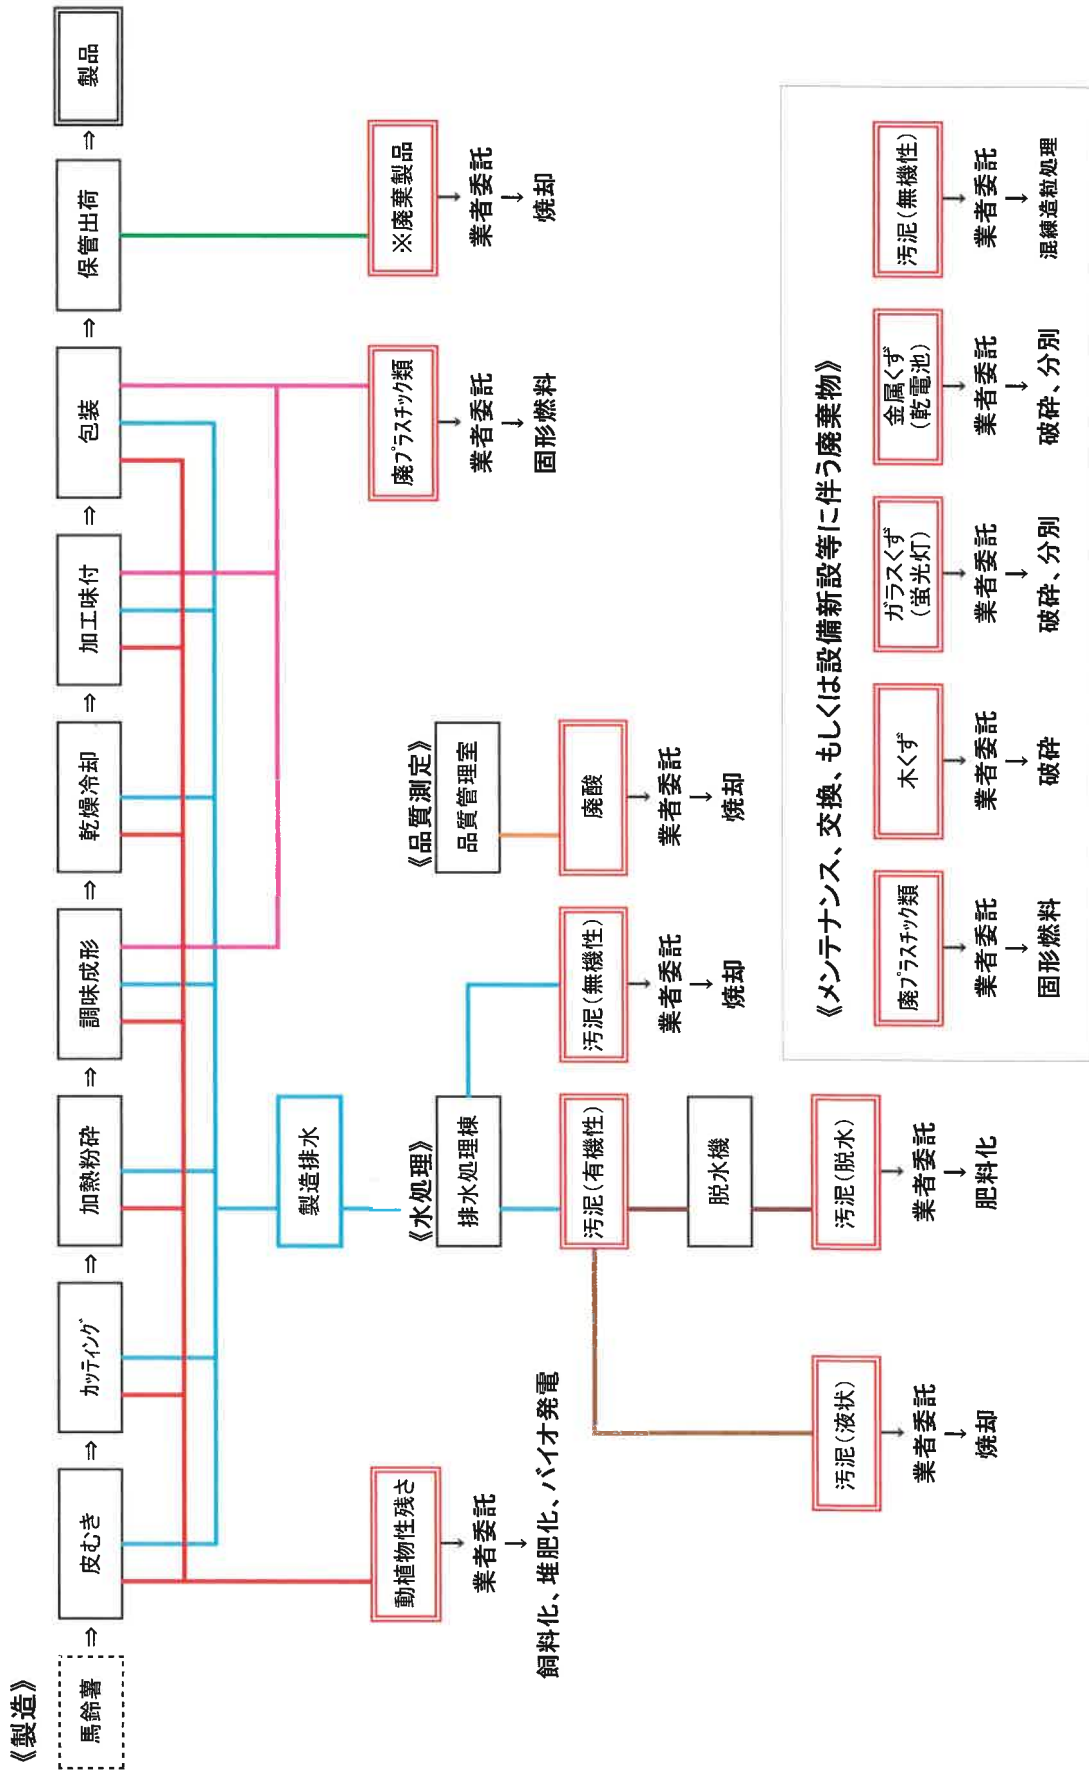 《製造》
馬鈴薯
⇒
皮むき
⇒
カッティング
⇒
加熱粉砕
⇒
調味成形
⇒
乾燥冷却
⇒
加工味付
⇒
包装
⇒
保管出荷
⇒
製品
動植物性残さ
↓
業者委託
↓
飼料化、堆肥化、バイオ発電
製造排水
《水処理》
排水処理棟
汚泥(有機性)
脱水機
汚泥(脱水)
↓
業者委託
↓
肥料化
汚泥(液状)
↓
業者委託
↓
焼却
汚泥(無機性)
↓
業者委託
↓
焼却
《品質測定》
品質管理室
廃酸
↓
業者委託
↓
焼却
廃プラスチック類
↓
業者委託
↓
固形燃料
※廃棄製品
↓
業者委託
↓
焼却
《メンテナンス、交換、もしくは設備新設等に伴う廃棄物》
廃プラスチック類
↓
業者委託
↓
固形燃料
木くず
↓
業者委託
↓
破砕
ガラスくず
(蛍光灯)
↓
業者委託
↓
破砕、分別
金属くず
(乾電池)
↓
業者委託
↓
破砕、分別
汚泥(無機性)
↓
業者委託
↓
混練造粒処理